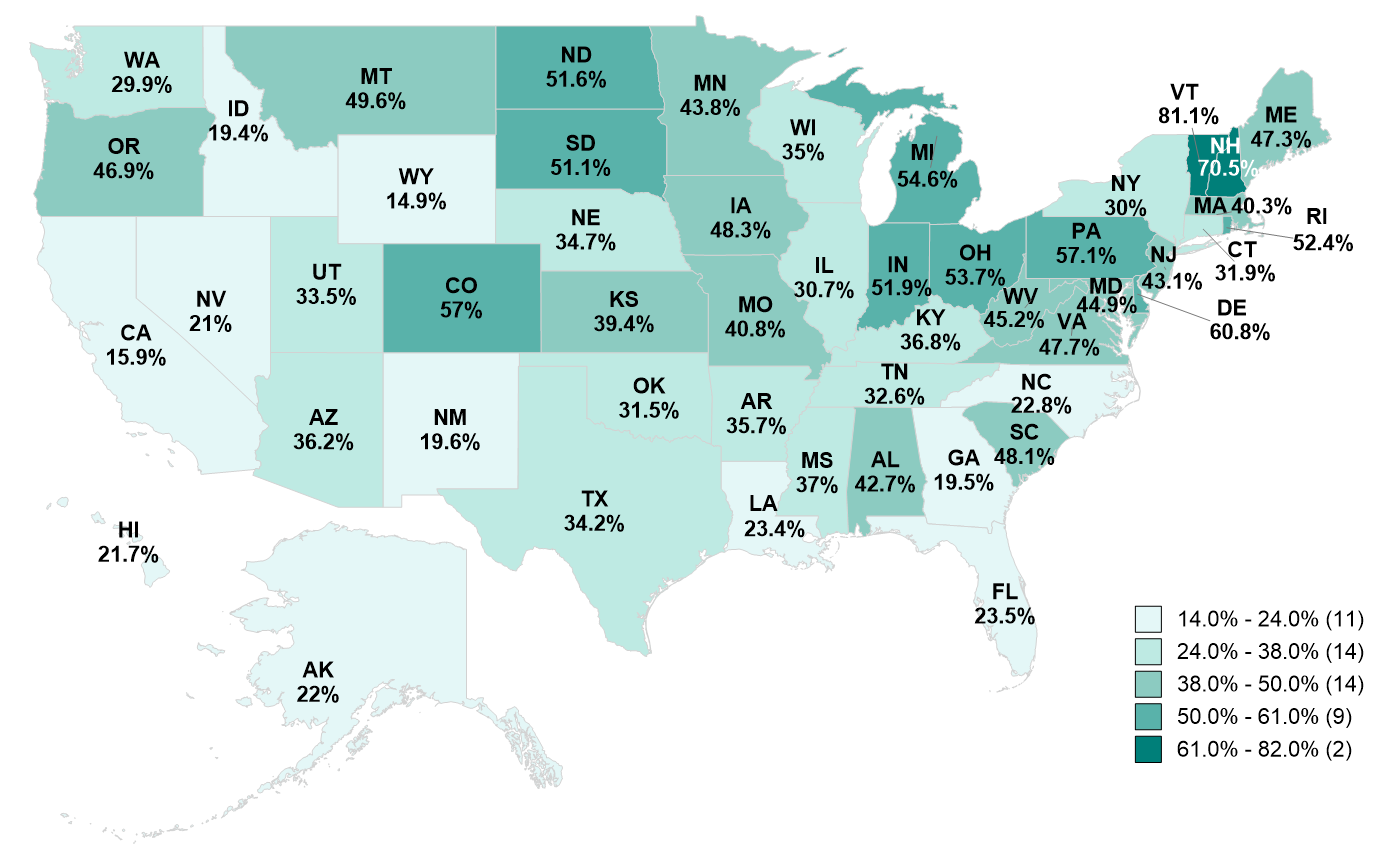 WA
29.9%
ID
19.4%
MT
49.6%
ND
51.6%
MN
43.8%
OR
46.9%
SD
51.1%
WI
35%
MI
54.6%
VT
81.1%
NH
70.5%
ME
47.3%
WY
14.9%
NE
34.7%
IA
48.3%
NY
30%
MA 40.3%
RI
52.4%
CT
31.9%
PA
57.1%
NJ
43.1%
OH
53.7%
IN
51.9%
IL
30.7%
UT
33.5%
CO
57%
NV
21%
KS
39.4%
MO
40.8%
WV
45.2%
MD
44.9%
DE
60.8%
VA
47.7%
KY
36.8%
CA
15.9%
AZ
36.2%
NM
19.6%
OK
31.5%
AR
35.7%
TN
32.6%
NC
22.8%
SC
48.1%
MS
37%
AL
42.7%
GA
19.5%
TX
34.2%
LA
23.4%
HI
21.7%
FL
23.5%
AK
22%
14.0% - 24.0% (11)
24.0% - 38.0% (14)
38.0% - 50.0% (14)
50.0% - 61.0% (9)
61.0% - 82.0% (2)